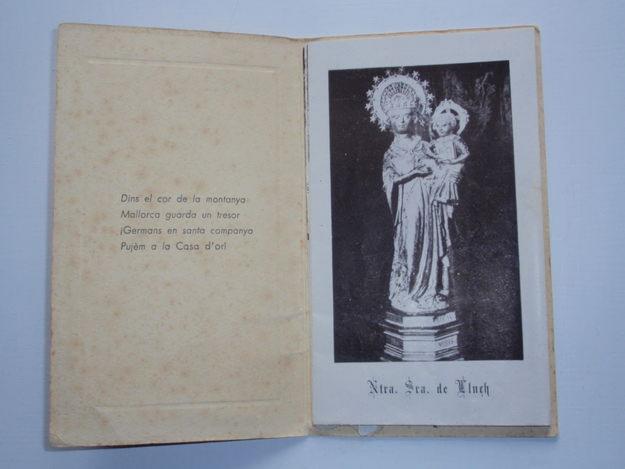 Dins el cor de la montanya
Mallorca guarda un tresor
¡Germans en santa companya
Pujèm a la Casa d'or!
Ntra. Sra. de Lluch